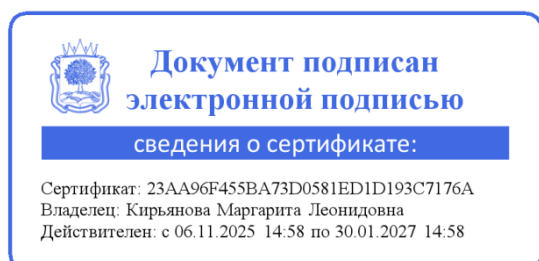 Документ подписан
электронной подписью
сведения о сертификате:
Сертификат: 23AA96F455BA73D0581ED1D193C7176A
Владелец: Кирьянова Маргарита Леонидовна
Действителен: с 06.11.2025 14:58 по 30.01.2027 14:58